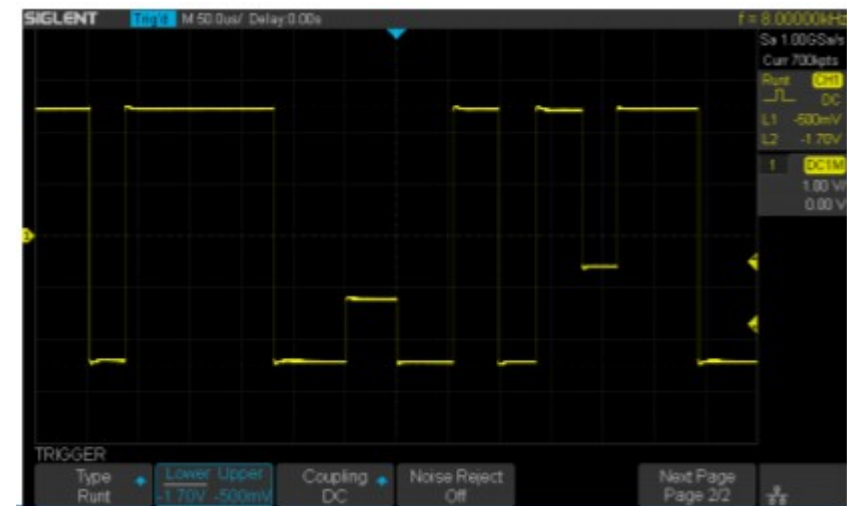 SIGLENT Trig'd M 50.0us/ Delay:0.00s f = 8.00000kHz
Sa 1.00GSa/s
Curr 700kpts
Runt CH1
DC
L1 -500mV
L2 -1.70V
1 DC1M
1.00 V/
0.00 V
1
TRIGGER
Type Lower Upper Coupling Noise Reject Next Page
Runt -1.70V -500mV DC Off Page 2/2